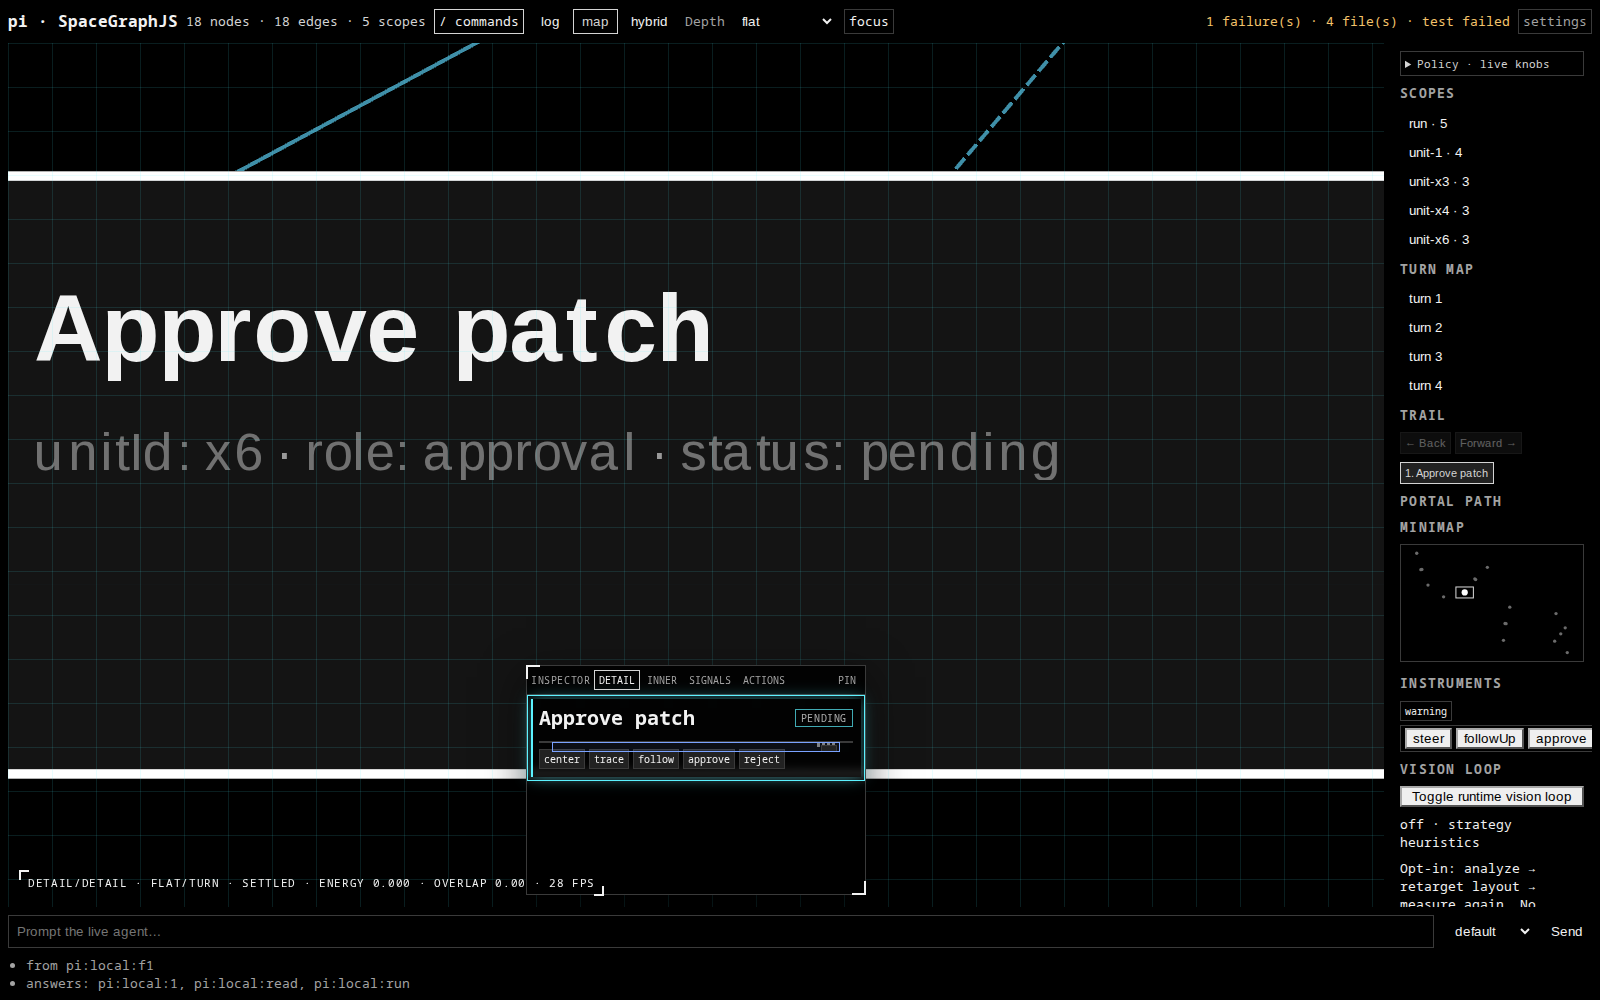 pi · SpaceGraphJS 18 nodes · 18 edges · 5 scopes / commands log map hybrid Depth flat focus 1 failure(s) · 4 file(s) · test failed settings
Approve patch
unitId: x6 · role: approval · status: pending
INSPECTOR DETAIL INNER SIGNALS ACTIONS PIN
Approve patch PENDING
center trace follow approve reject
DETAIL/DETAIL · FLAT/TURN · SETTLED · ENERGY 0.000 · OVERLAP 0.00 · 28 FPS
▶ Policy · live knobs
SCOPES
run · 5
unit-1 · 4
unit-x3 · 3
unit-x4 · 3
unit-x6 · 3
TURN MAP
turn 1
turn 2
turn 3
turn 4
TRAIL
← Back Forward →
1. Approve patch
PORTAL PATH
MINIMAP
INSTRUMENTS
warning
steer followUp approve
VISION LOOP
Toggle runtime vision loop
off · strategy
heuristics
Opt-in: analyze →
retarget layout →
measure again. No
Prompt the live agent… default Send
• from pi:local:f1
• answers: pi:local:1, pi:local:read, pi:local:run